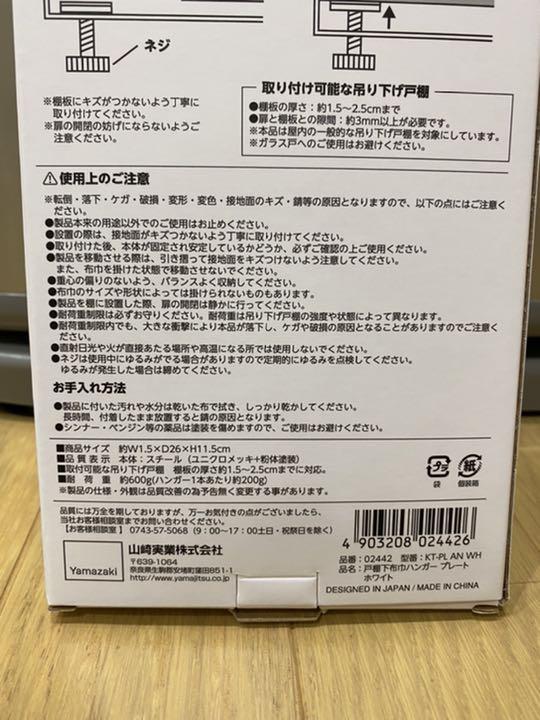 ネジ
※棚板にキズがつかないよう丁寧に
取り付けてください。
※扉の開閉の妨げにならないようご
注意ください。
取り付け可能な吊り下げ戸棚
●棚板の厚さ：約1.5～2.5cmまで
●扉と棚板との隙間：約3mm以上が必要です。
※本品は屋内の一般的な吊り下げ戸棚を対象にしています。
※ガラス戸へのご使用はお避けください。
⚠使用上のご注意
※転倒・落下・ケガ・破損・変形・変色・接地面のキズ・錆等の原因となりますので、以下の点にはご注意く
ださい。
●製品本来の用途以外でのご使用はお止めください。
●設置の際は、接地面がキズつかないよう丁寧に取り付けてください。
●取り付けた後、本体が固定され安定しているかどうか、必ずご確認の上ご使用ください。
●製品を移動させる際は、引き摺って接地面をキズつけないよう注意してください。
また、布巾を掛けた状態で移動させないでください。
●重心の偏りのないよう、バランスよく収納してください。
●布巾のサイズや形状によっては掛けられないものもあります。
●製品を棚に設置した際、扉の開閉は静かに行ってください。
●耐荷重制限は必ずお守りください。耐荷重は吊り下げ戸棚の強度や状態によって異なります。
●耐荷重制限内でも、大きな衝撃により本品が落下し、ケガや破損の原因となることがありますのでご注意く
ださい。
●直射日光や火が直接あたる場所や高温になる所では使用しないでください。
●ネジは使用中にゆるみがでる場合がありますので定期的にゆるみを点検してください。
ゆるみが発生した場合は締めてください。
お手入れ方法
●製品に付いた汚れや水分は乾いた布で拭き、しっかり乾かしてください。
長時間、付着したまま放置すると錆の原因となります。
●シンナー・ベンジン等の薬品は塗装を傷めますので、ご使用はお避けください。
■商品サイズ 約W1.5×D26×H11.5cm
■品質表示 本体：スチール（ユニクロメッキ+粉体塗装）
■取付可能な吊り下げ戸棚 棚板の厚さ約1.5～2.5cmまでに対応。
■耐荷重 約600g(ハンガー1本あたり約200g)
※製品の仕様・外観は品質改善の為予告無く変更する事があります。
プラ
袋
紙
個装箱
品質には万全を期しておりますが、万一お気付きの点がございましたら、
当社お客様相談室までお問い合わせください。
【お客様相談室】 0743-57-5068（9：00～17：00土日・祝祭日を除く）
Yamazaki
山崎実業株式会社
〒639-1064
奈良県生駒郡安堵町窪田851-1
http://www.yamajitsu.co.jp
4 903208 024426
品番：02442 型番：KT-PL AN WH
品名：戸棚下布巾ハンガー プレート
ホワイト
DESIGNED IN JAPAN / MADE IN CHINA